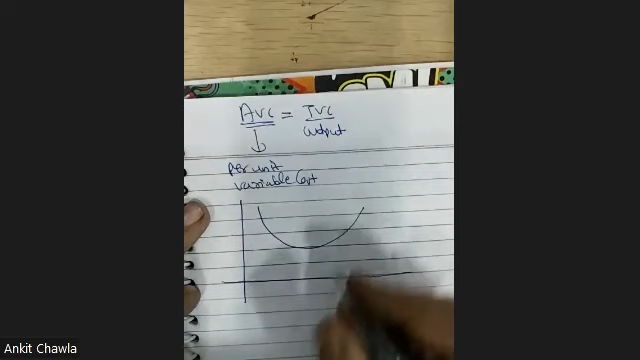 AVC = TVC
output
per unit
variable Cost
Ankit Chawla